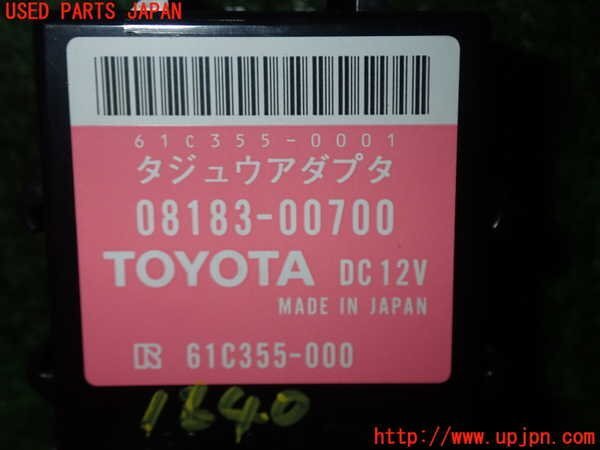 USED PARTS JAPAN
61C355-0001
タジュウアダプタ
08183-00700
TOYOTA DC12V
MADE IN JAPAN
R 61C355-000
1840
http://www.upjpn.com